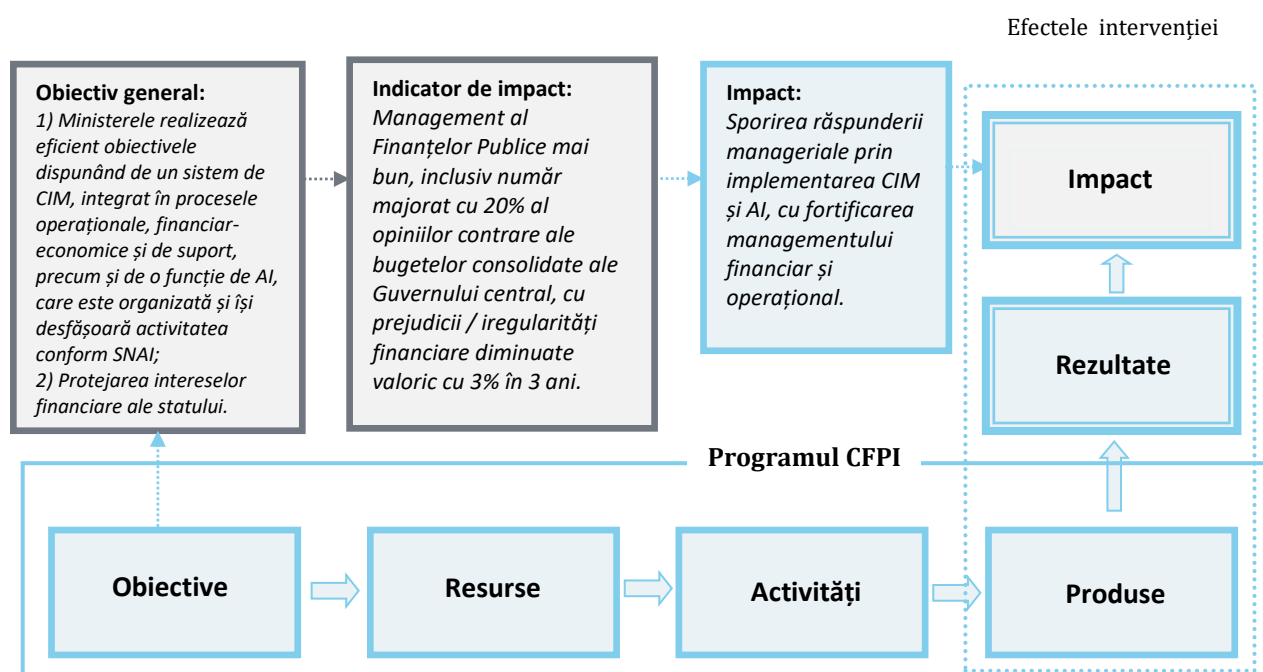 Efectele intervenției
Obiectiv general:
1) Ministerele realizează
eficient obiectivele
dispunând de un sistem de
CIM, integrat în procesele
operaționale, financiar-
economice și de suport,
precum și de o funcție de AI,
care este organizată și își
desfășoară activitatea
conform SNAI;
2) Protejarea intereselor
financiare ale statului.
Indicator de impact:
Management al
Finanțelor Publice mai
bun, inclusiv număr
majorat cu 20% al
opiniilor contrare ale
bugetelor consolidate ale
Guvernului central, cu
prejudicii / iregularități
financiare diminuate
valoric cu 3% în 3 ani.
Impact:
Sporirea răspunderii
manageriale prin
implementarea CIM
și AI, cu fortificarea
managementului
financiar și
operațional.
Impact
Rezultate
Programul CFPI
Obiective
Resurse
Activități
Produse